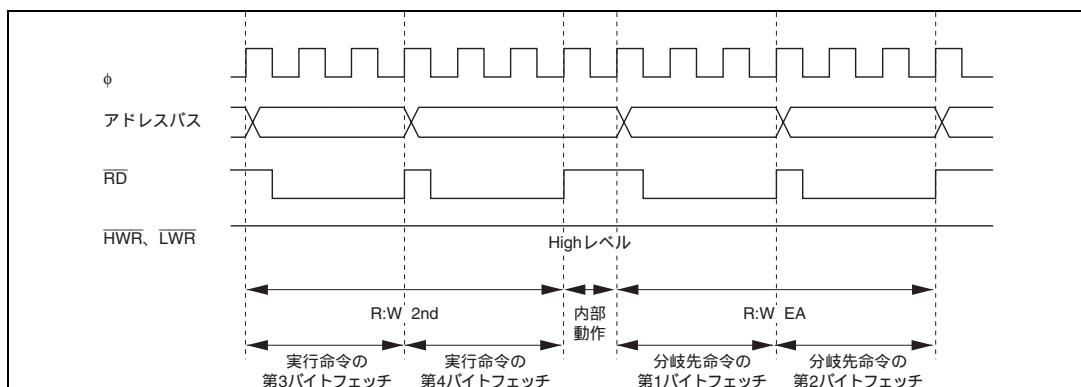 φ
アドレスバス
RD
HWR、LWR
Highレベル
R:W 2nd
内部
動作
R:W EA
実行命令の
第3バイトフェッチ
実行命令の
第4バイトフェッチ
分岐先命令の
第1バイトフェッチ
分岐先命令の
第2バイトフェッチ